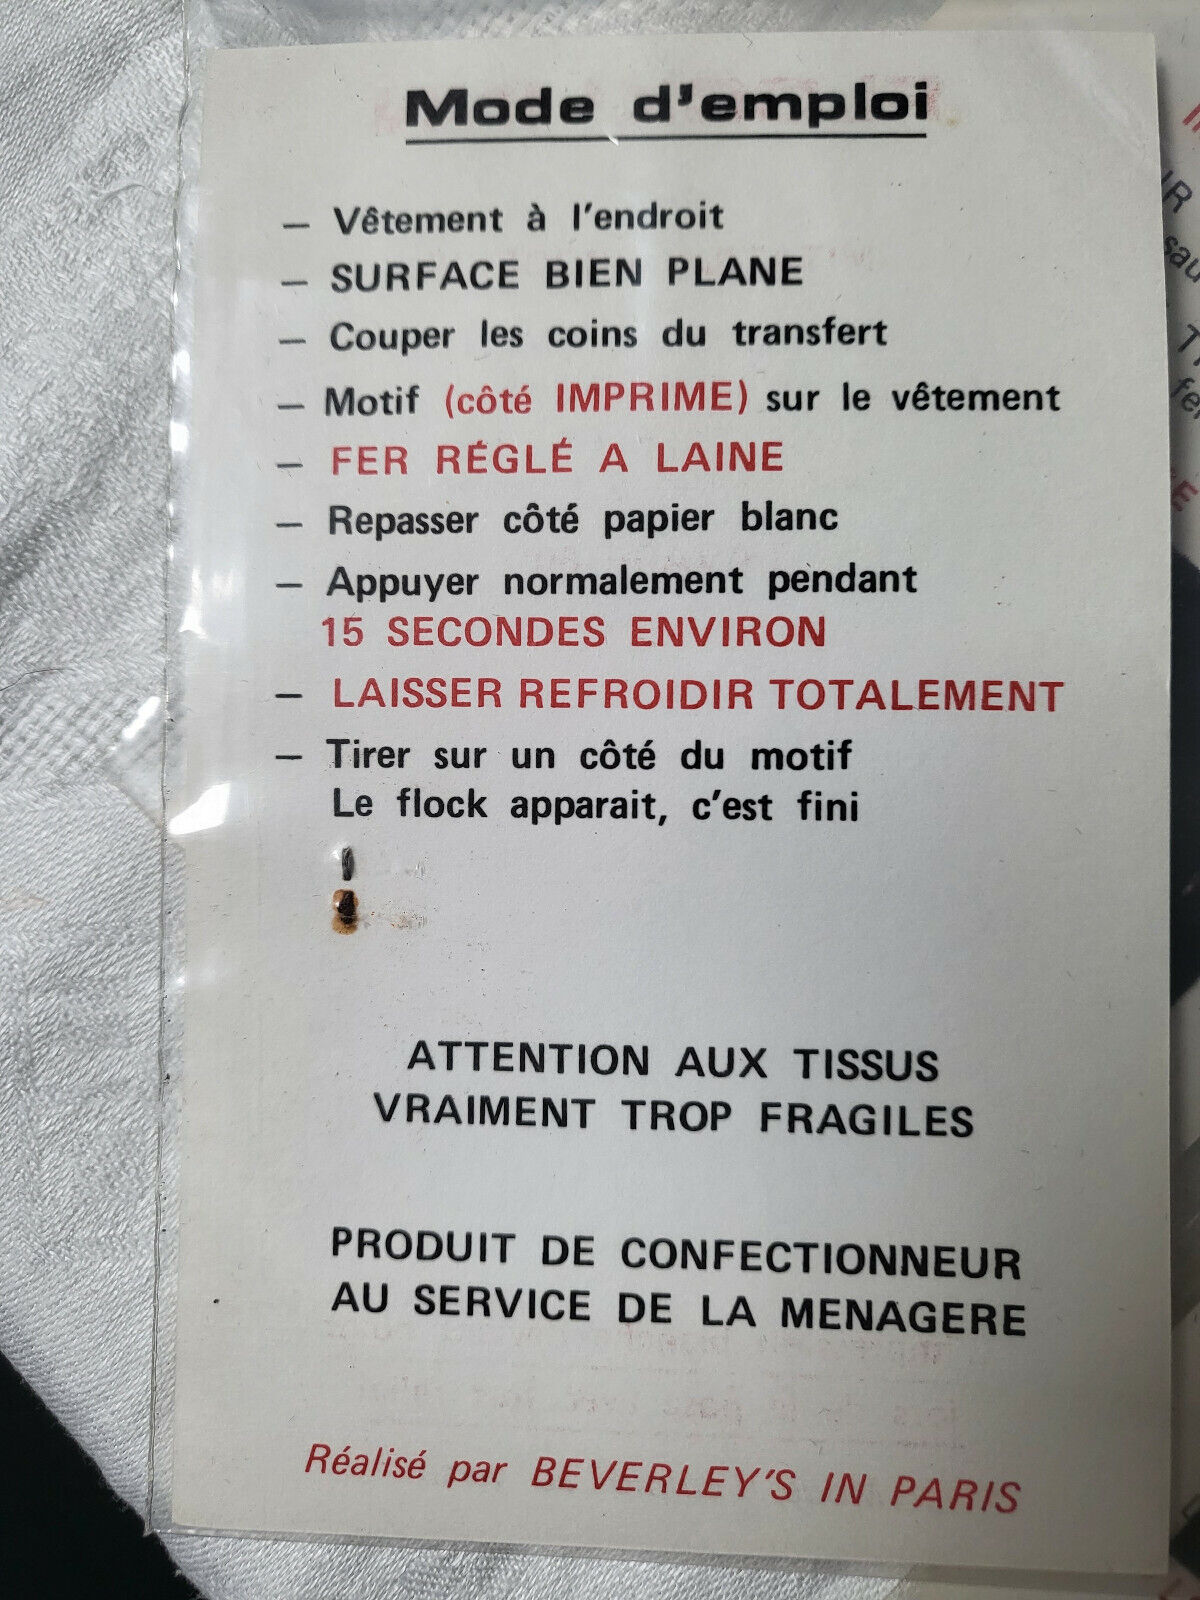 Mode d'emploi
— Vêtement à l'endroit
— SURFACE BIEN PLANE
— Couper les coins du transfert
— Motif (côté IMPRIME) sur le vêtement
— FER RÉGLÉ A LAINE
— Repasser côté papier blanc
— Appuyer normalement pendant
15 SECONDES ENVIRON
— LAISSER REFROIDIR TOTALEMENT
— Tirer sur un côté du motif
Le flock apparait, c'est fini
ATTENTION AUX TISSUS
VRAIMENT TROP FRAGILES
PRODUIT DE CONFECTIONNEUR
AU SERVICE DE LA MENAGERE
Réalisé par BEVERLEY'S IN PARIS